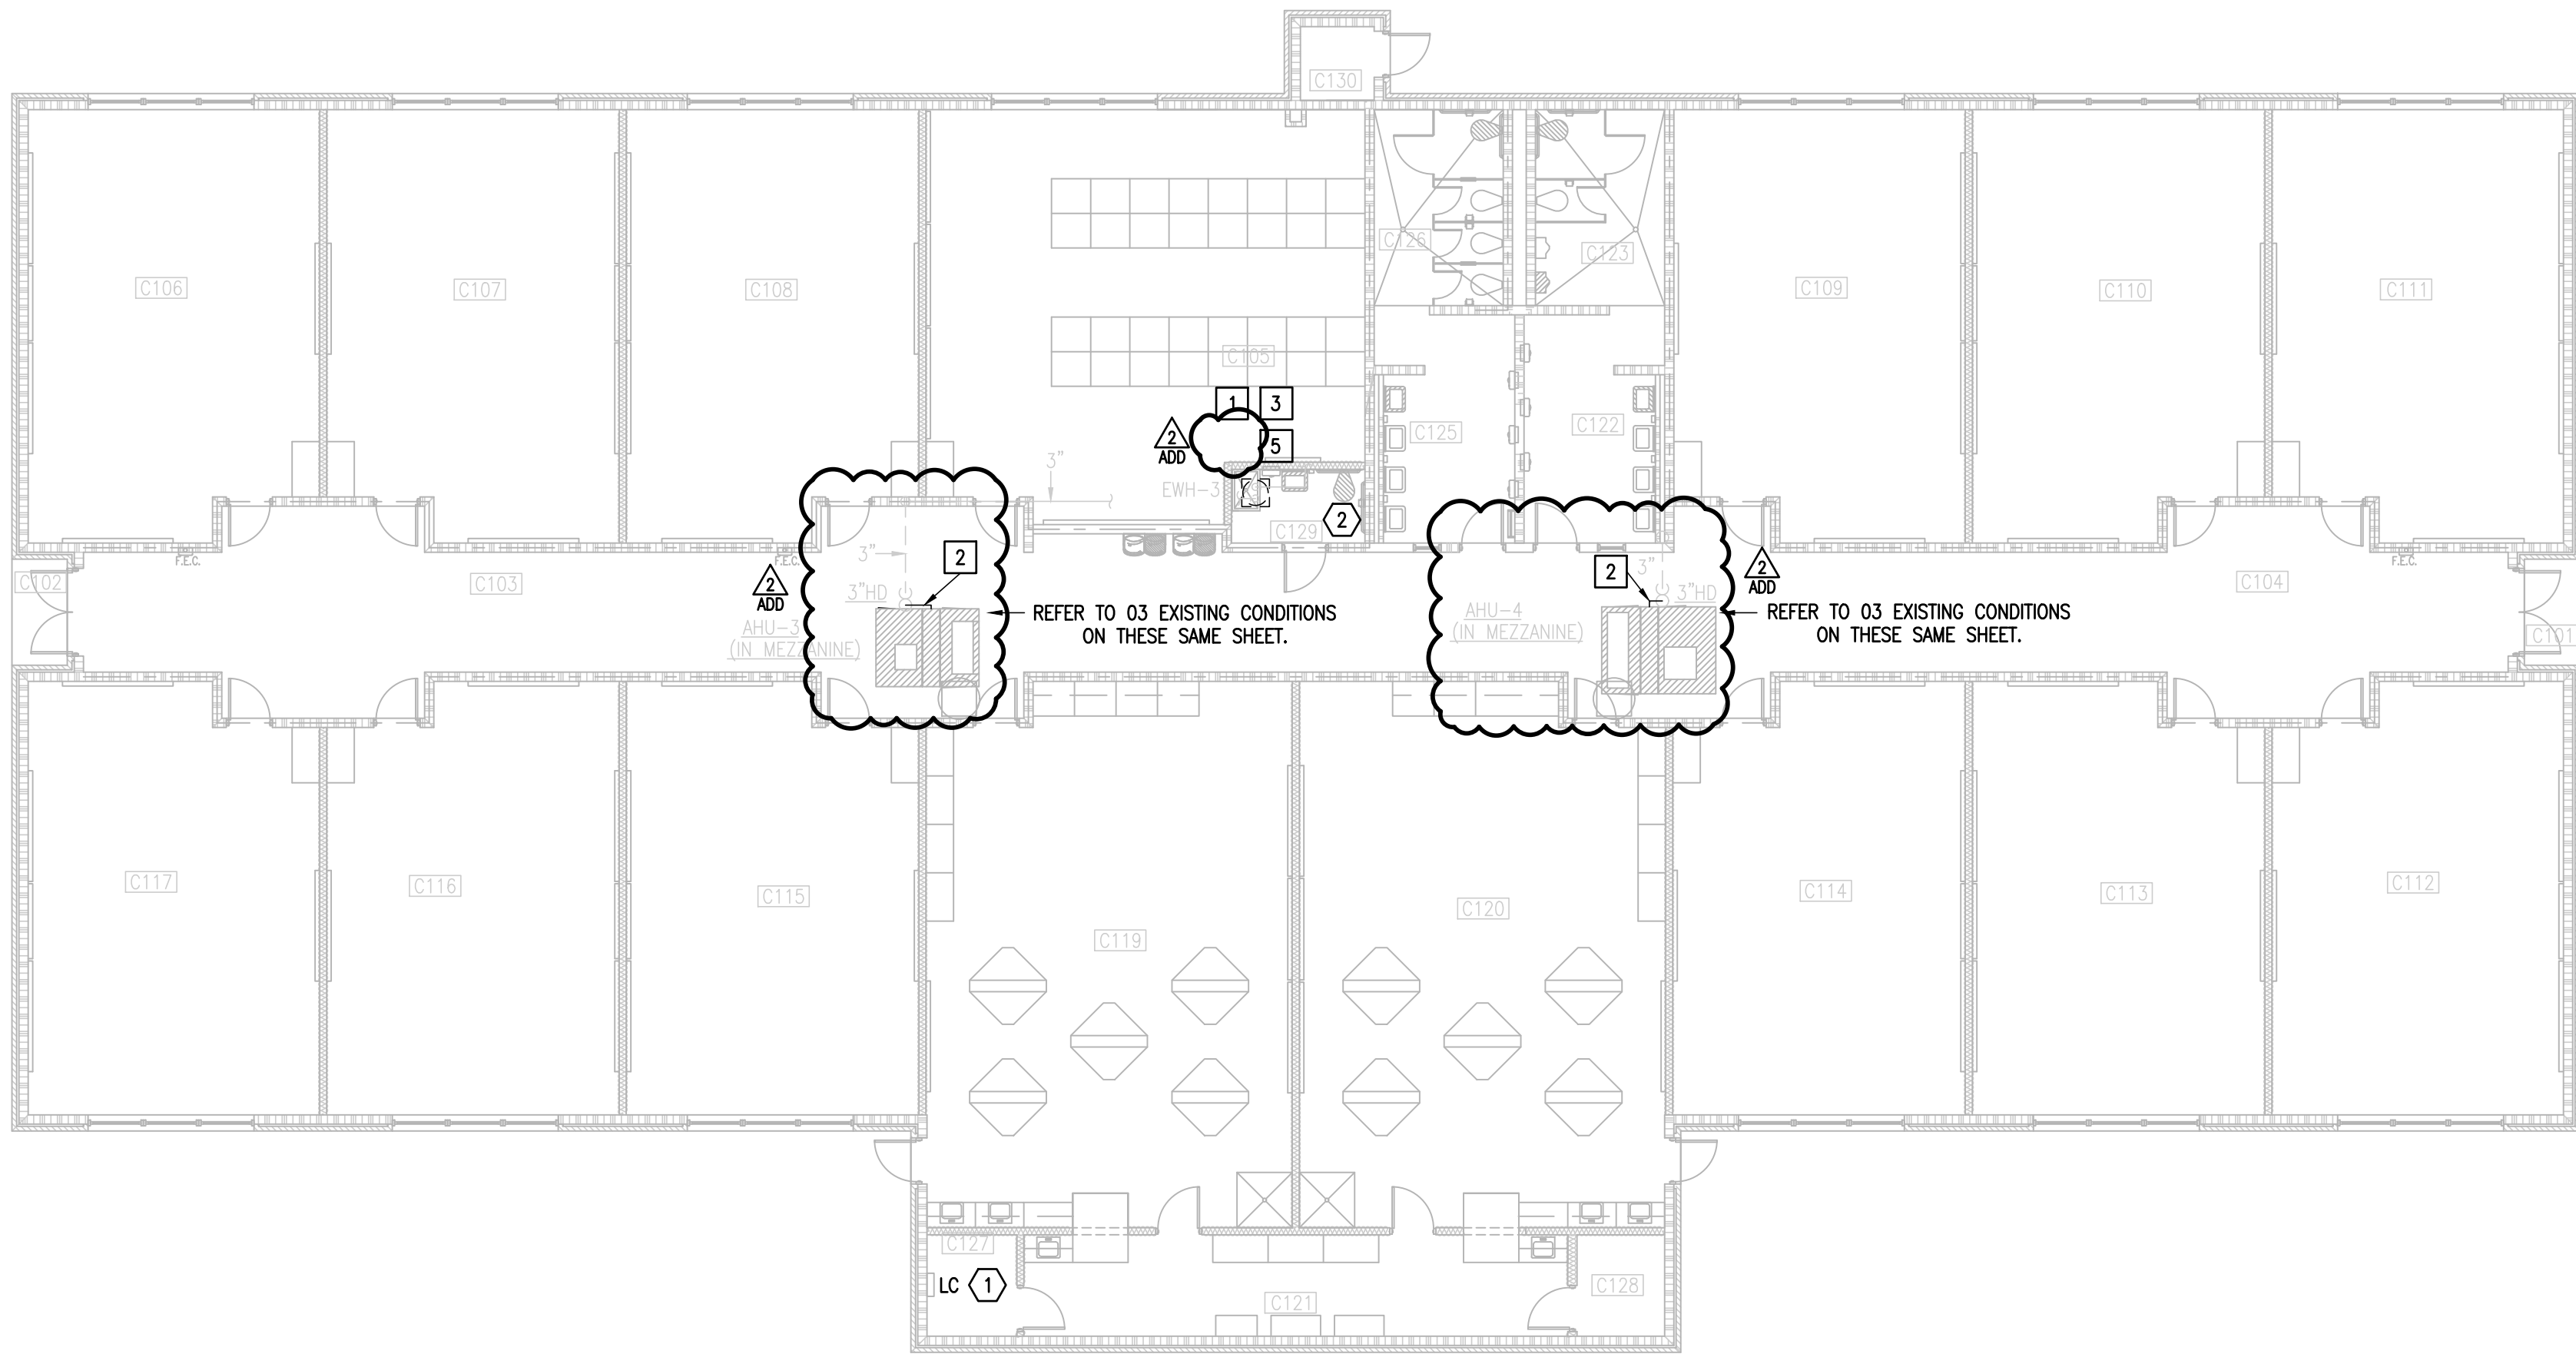 C130
C106
C107
C108
C126
C123
C109
C110
C111
C105
1
3
2
ADD
5
C125
C122
3"
EWH-3
2
C129
F.E.C.
F.E.C.
F.E.C.
C102
C103
3"
2
2
ADD
3"HD
AHU-3
(IN MEZZANINE)
REFER TO 03 EXISTING CONDITIONS
ON THESE SAME SHEET.
2
3"
3"HD
2
ADD
AHU-4
(IN MEZZANINE)
REFER TO 03 EXISTING CONDITIONS
ON THESE SAME SHEET.
C104
C101
C117
C116
C115
C119
C120
C114
C113
C112
C127
LC
1
C121
C128